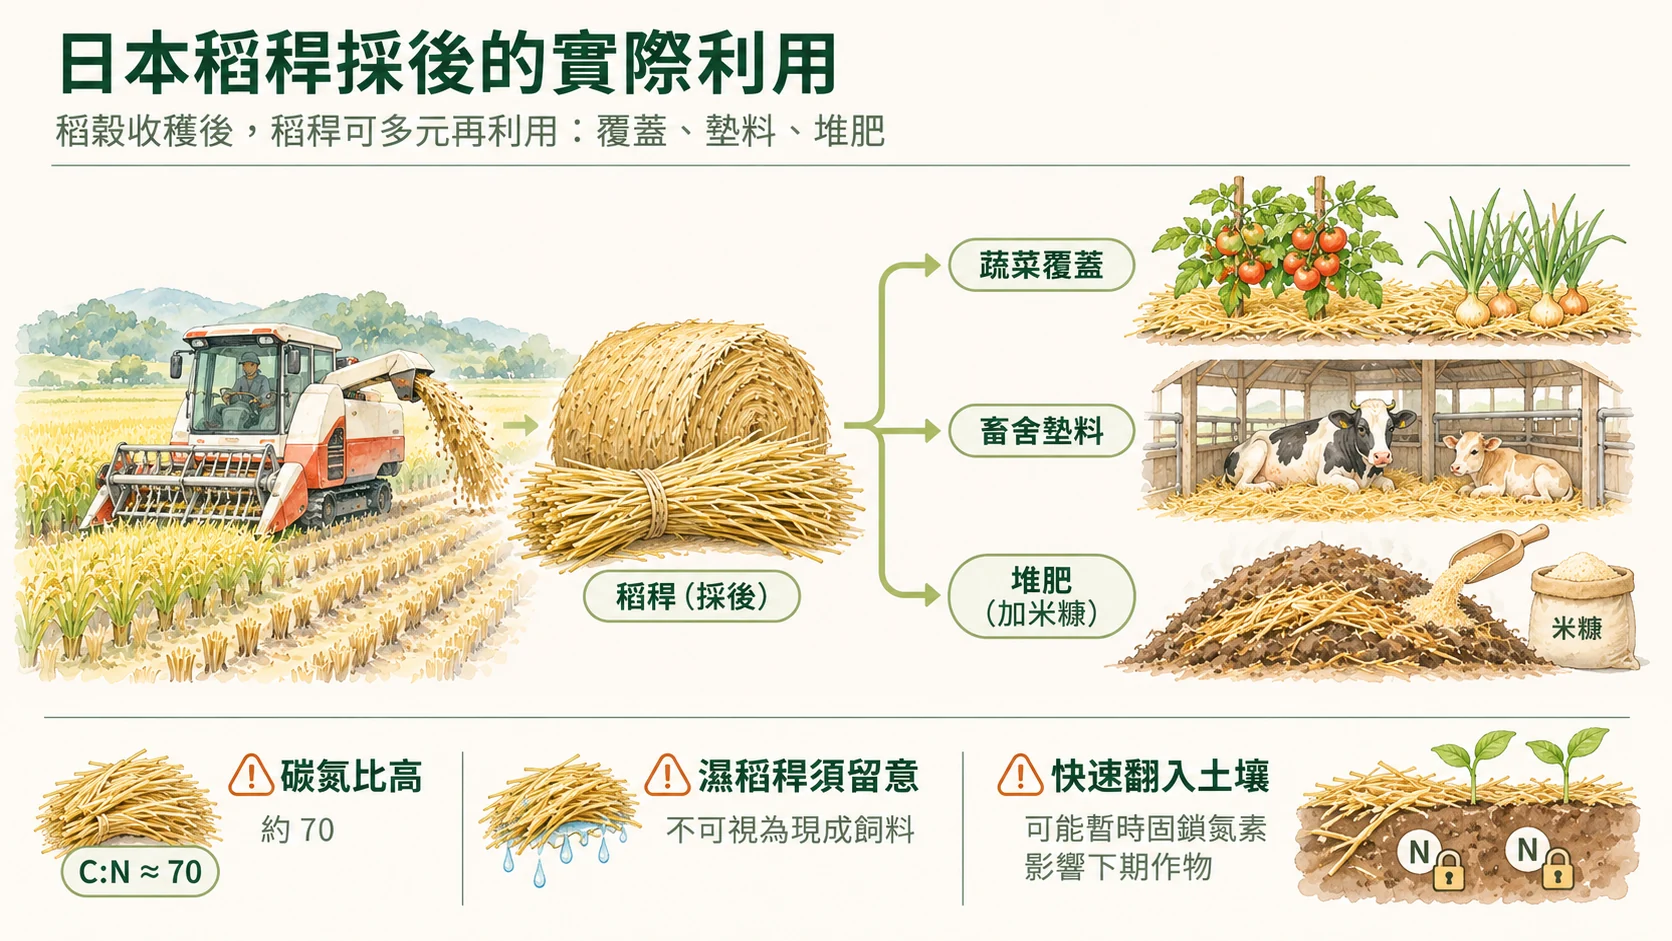 日本稻稈採後的實際利用
稻穀收穫後，稻稈可多元再利用：覆蓋、墊料、堆肥
蔬菜覆蓋
畜舍墊料
稻稈（採後）
堆肥
（加米糠）
米糠
碳氮比高
約 70
C:N ≈ 70
濕稻稈須留意
不可視為現成飼料
快速翻入土壤
可能暫時固鎖氮素
影響下期作物
N
N